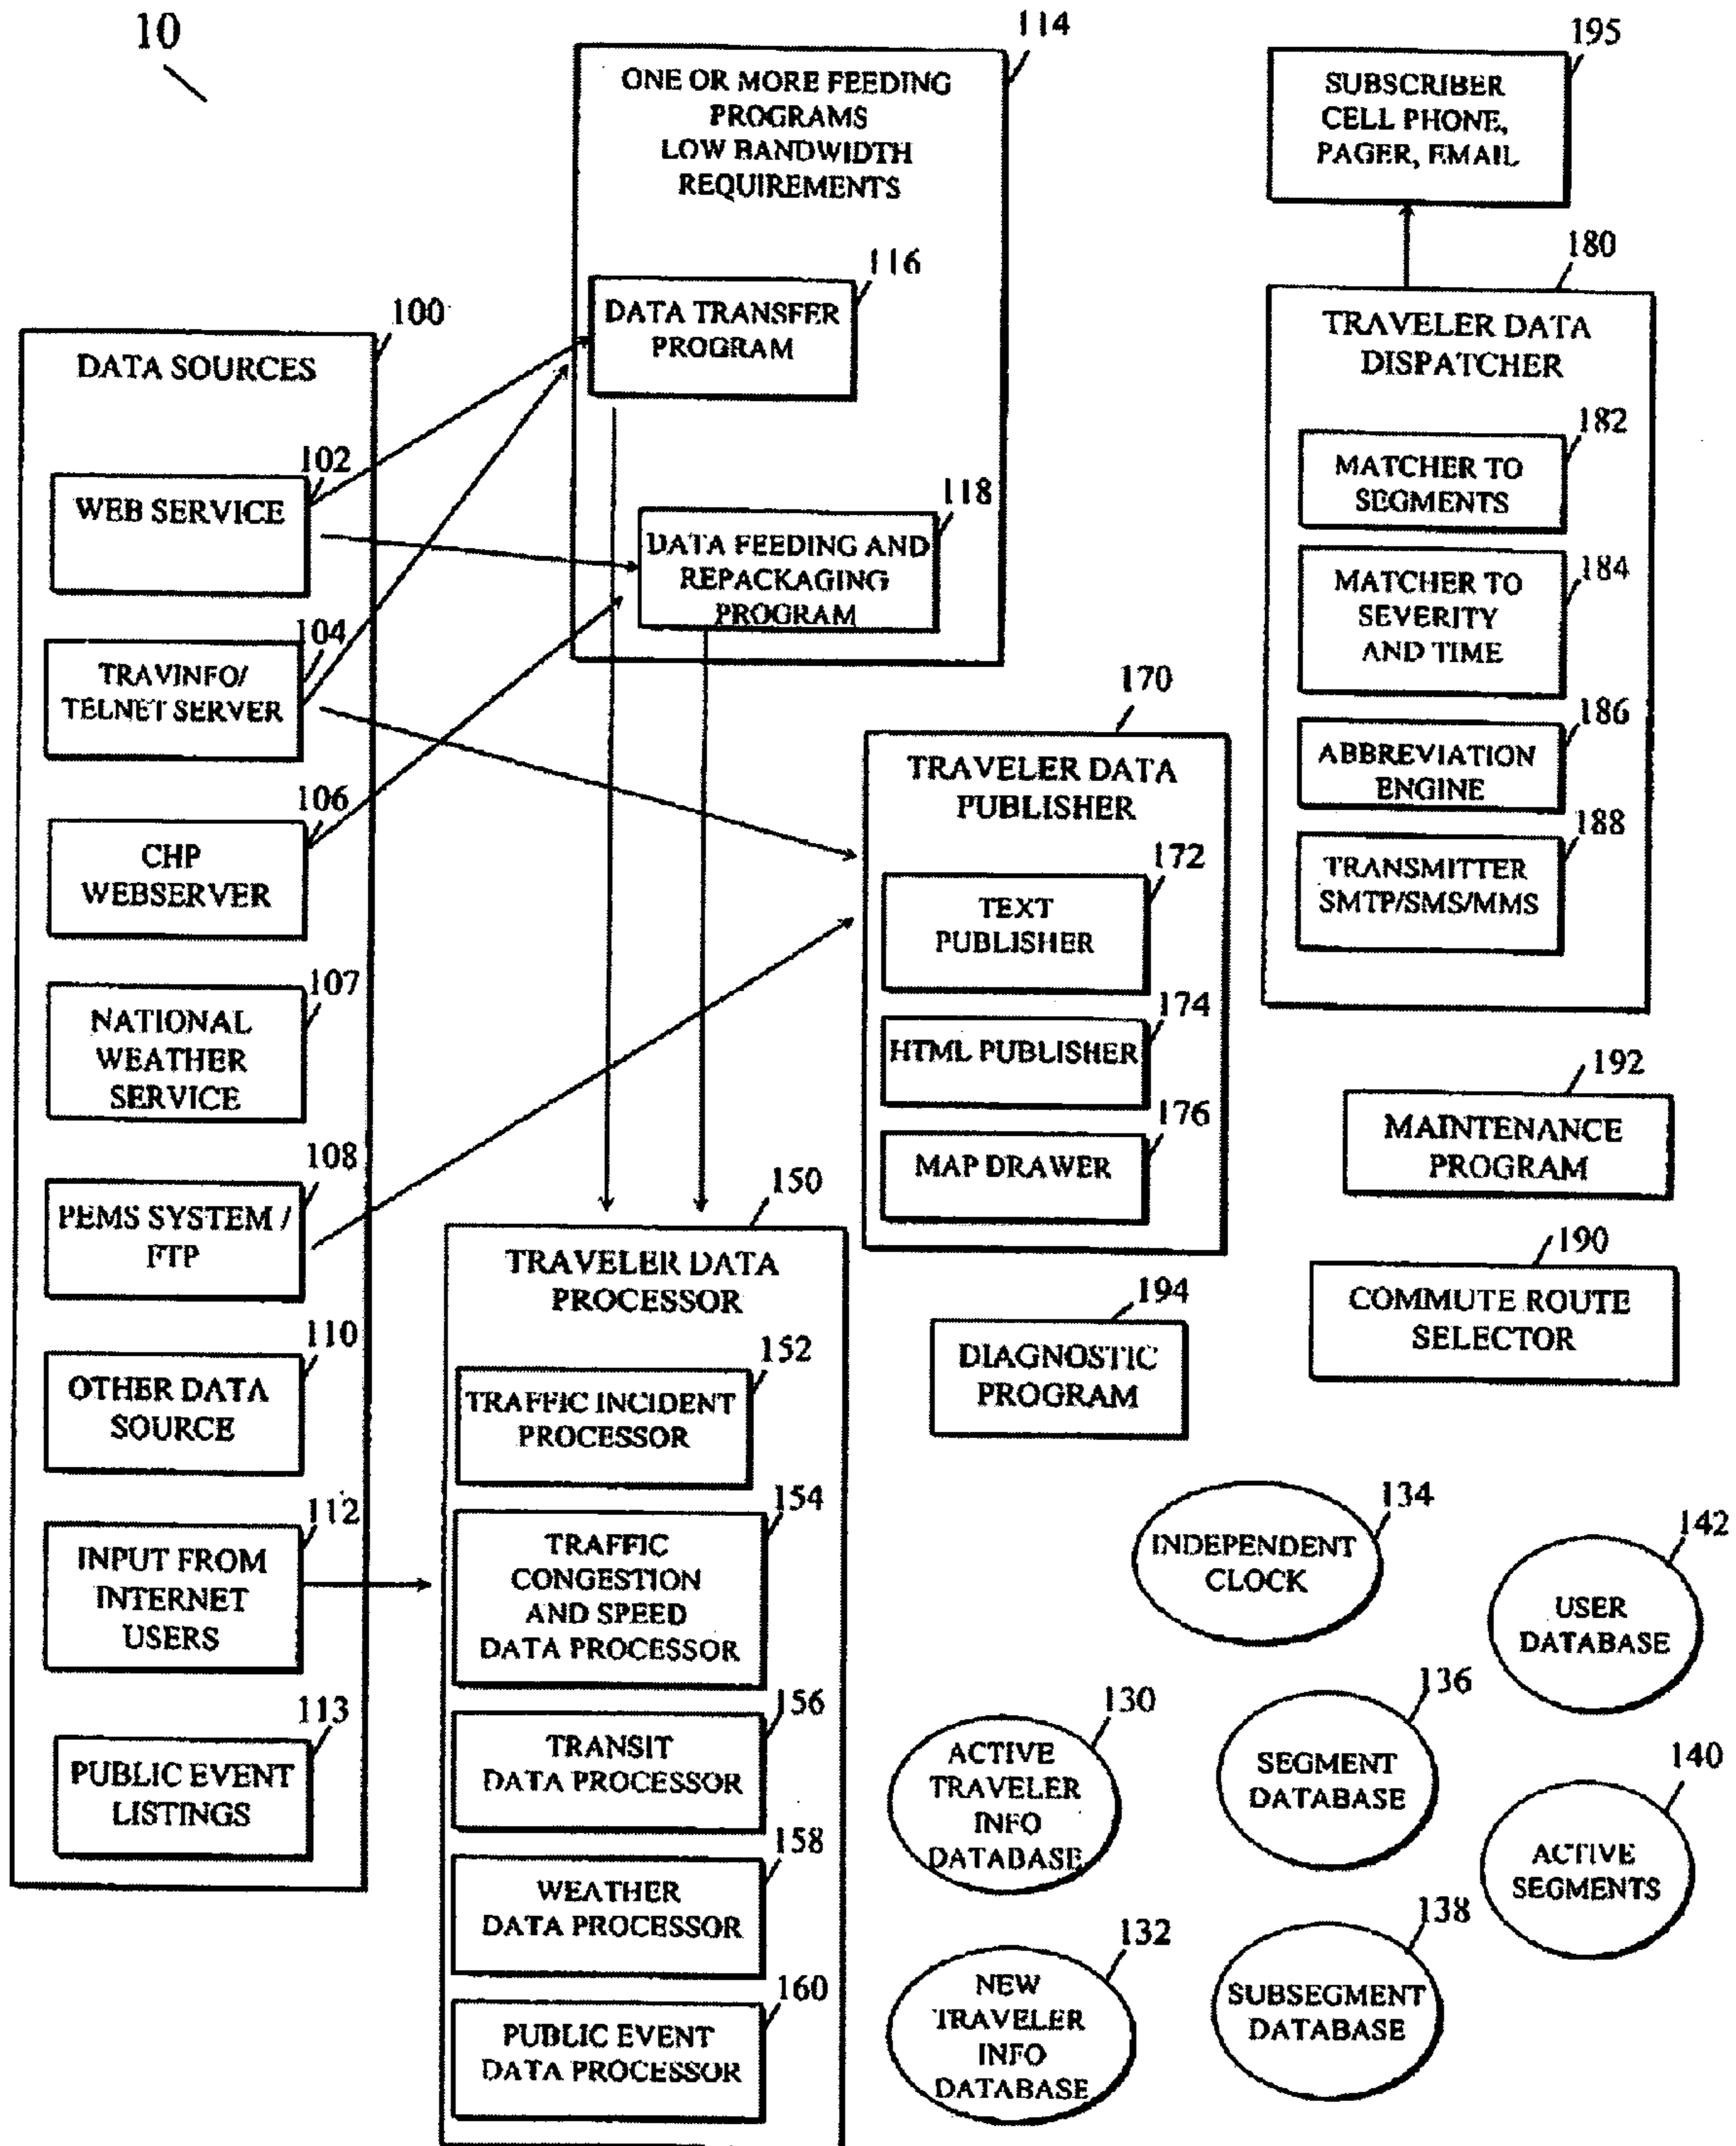 10
114
ONE OR MORE FEEDING
PROGRAMS
LOW BANDWIDTH
REQUIREMENTS
116
DATA TRANSFER
PROGRAM
118
DATA FEEDING AND
REPACKAGING
PROGRAM
195
SUBSCRIBER
CELL PHONE,
PAGER, EMAIL
180
TRAVELER DATA
DISPATCHER
182
MATCHER TO
SEGMENTS
184
MATCHER TO
SEVERITY
AND TIME
186
ABBREVIATION
ENGINE
188
TRANSMITTER
SMTP/SMS/MMS
100
DATA SOURCES
102
WEB SERVICE
104
TRAVINFO/
TELNET SERVER
106
CHP
WEBSERVER
107
NATIONAL
WEATHER
SERVICE
108
PEMS SYSTEM /
FTP
110
OTHER DATA
SOURCE
112
INPUT FROM
INTERNET
USERS
113
PUBLIC EVENT
LISTINGS
170
TRAVELER DATA
PUBLISHER
172
TEXT
PUBLISHER
174
HTML PUBLISHER
176
MAP DRAWER
192
MAINTENANCE
PROGRAM
190
COMMUTE ROUTE
SELECTOR
194
DIAGNOSTIC
PROGRAM
150
TRAVELER DATA
PROCESSOR
152
TRAFFIC INCIDENT
PROCESSOR
154
TRAFFIC
CONGESTION
AND SPEED
DATA PROCESSOR
156
TRANSIT
DATA PROCESSOR
158
WEATHER
DATA PROCESSOR
160
PUBLIC EVENT
DATA PROCESSOR
134
INDEPENDENT
CLOCK
142
USER
DATABASE
130
ACTIVE
TRAVELER
INFO
DATABASE
136
SEGMENT
DATABASE
140
ACTIVE
SEGMENTS
132
NEW
TRAVELER
INFO
DATABASE
138
SUBSEGMENT
DATABASE